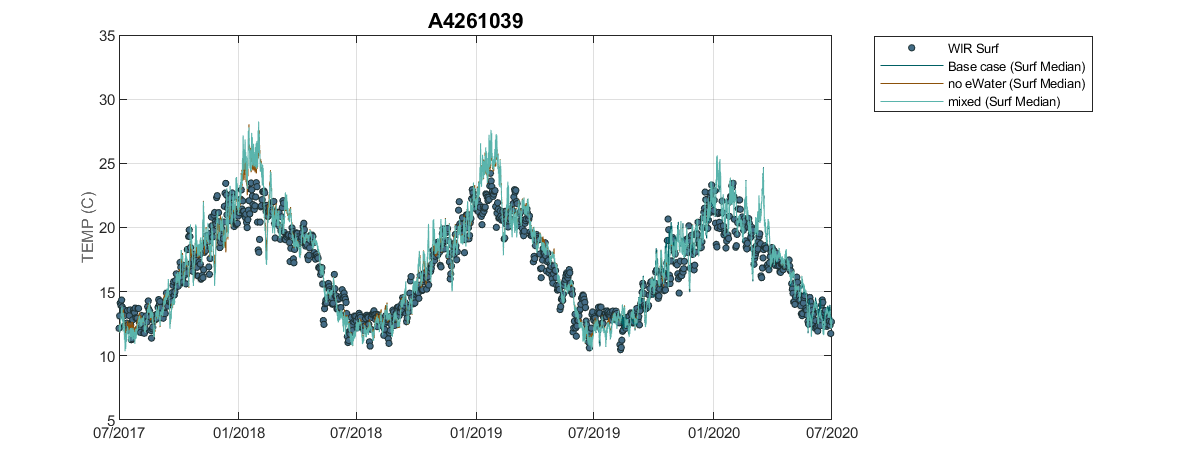 A4261039
35
30
25
20
15
10
5
TEMP (C)
07/2017
01/2018
07/2018
01/2019
07/2019
01/2020
07/2020
WIR Surf
Base case (Surf Median)
no eWater (Surf Median)
mixed (Surf Median)